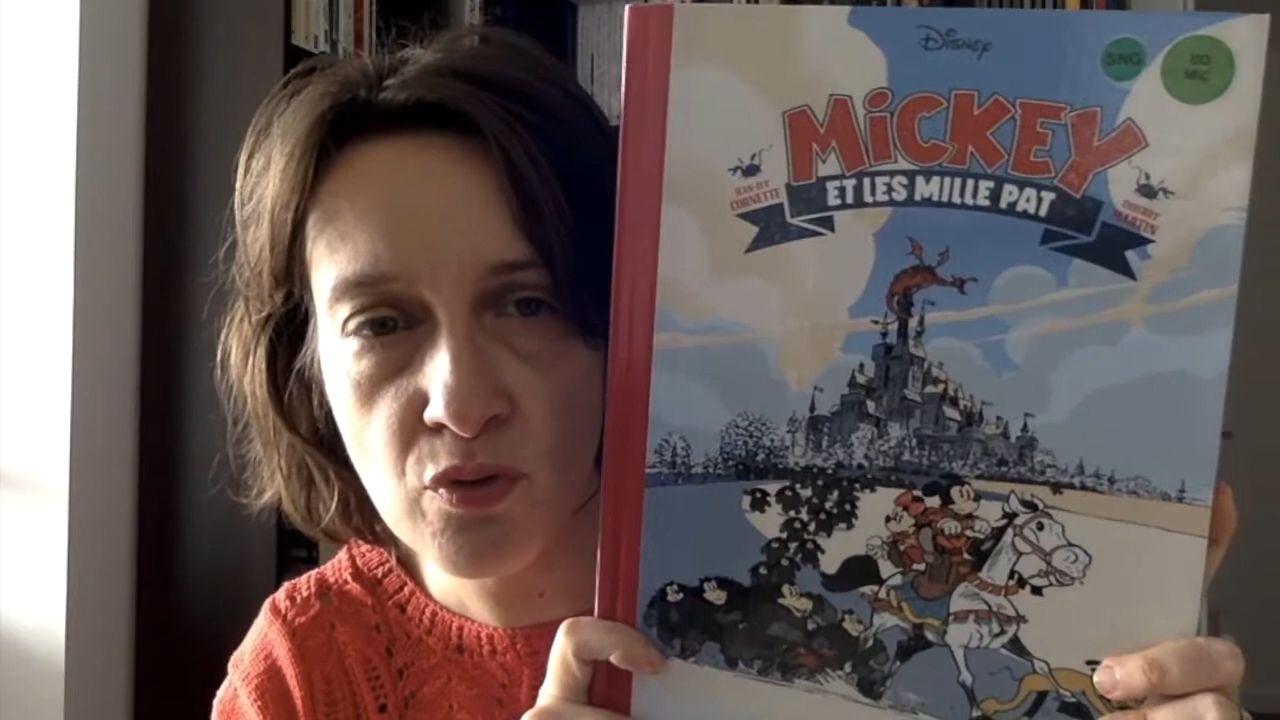 Disney
SNG
BD
MIC
MiCKEY
ET LES MILLE PAT
JEAN-LUC
CORNETTE
THIERRY
MARTIN